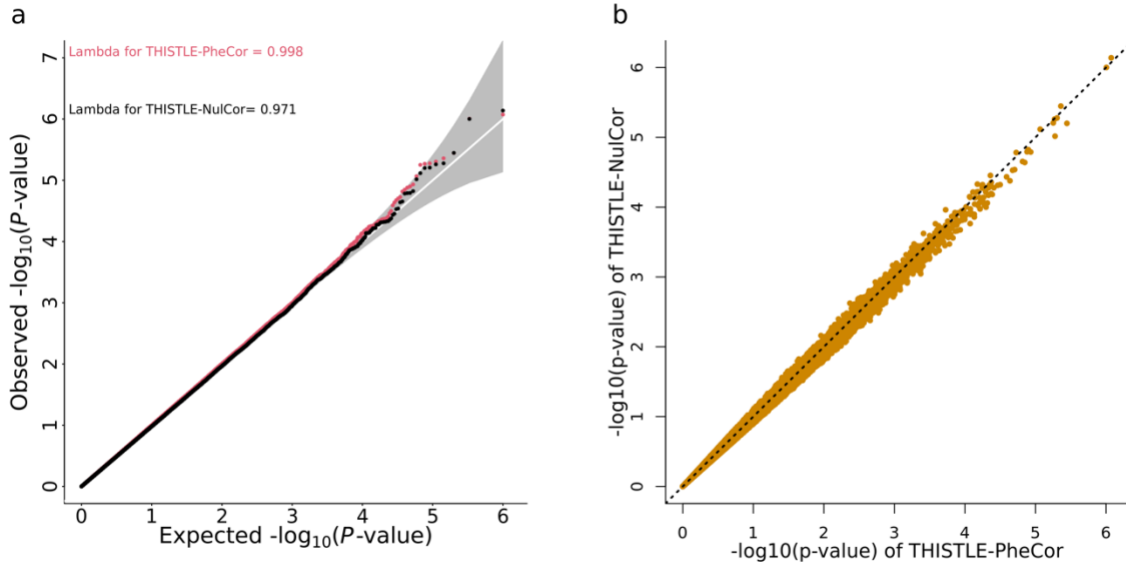 a
Lambda for THISTLE-PheCor = 0.998
Lambda for THISTLE-NulCor= 0.971
Observed -log10(P-value)
7
6
5
4
3
2
1
0
0 1 2 3 4 5 6
Expected -log10(P-value)
b
-log10(p-value) of THISTLE-NulCor
6
5
4
3
2
1
0
0 1 2 3 4 5 6
-log10(p-value) of THISTLE-PheCor